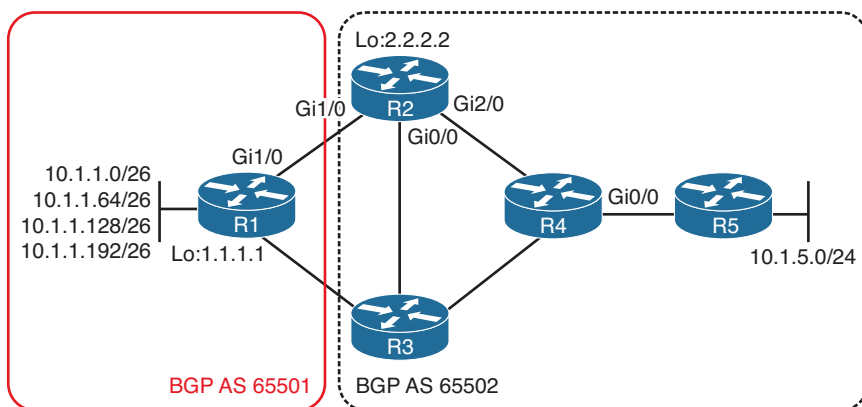 Lo:2.2.2.2
R2
Gi1/0
Gi2/0
Gi0/0
Gi1/0
10.1.1.0/26
10.1.1.64/26
10.1.1.128/26
10.1.1.192/26
R1
Lo:1.1.1.1
R4
Gi0/0
R5
10.1.5.0/24
R3
BGP AS 65501
BGP AS 65502